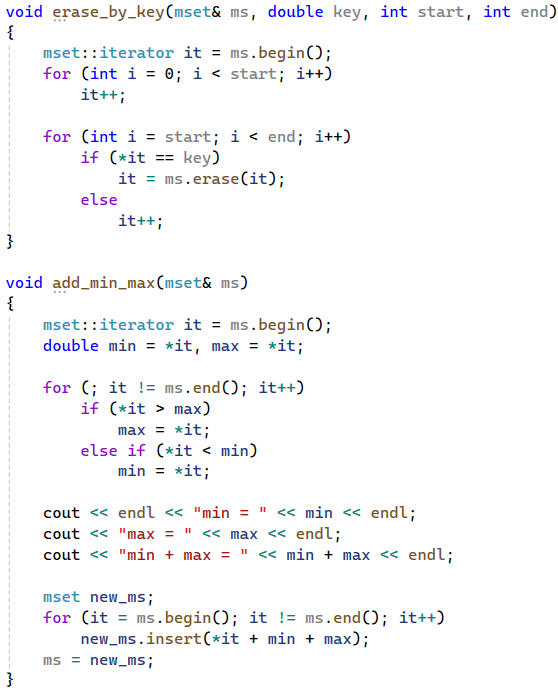 void erase_by_key(mset& ms, double key, int start, int end)
{
    mset::iterator it = ms.begin();
    for (int i = 0; i < start; i++)
        it++;

    for (int i = start; i < end; i++)
        if (*it == key)
            it = ms.erase(it);
        else
            it++;
}

void add_min_max(mset& ms)
{
    mset::iterator it = ms.begin();
    double min = *it, max = *it;

    for (; it != ms.end(); it++)
        if (*it > max)
            max = *it;
        else if (*it < min)
            min = *it;

    cout << endl << "min = " << min << endl;
    cout << "max = " << max << endl;
    cout << "min + max = " << min + max << endl;

    mset new_ms;
    for (it = ms.begin(); it != ms.end(); it++)
        new_ms.insert(*it + min + max);
    ms = new_ms;
}